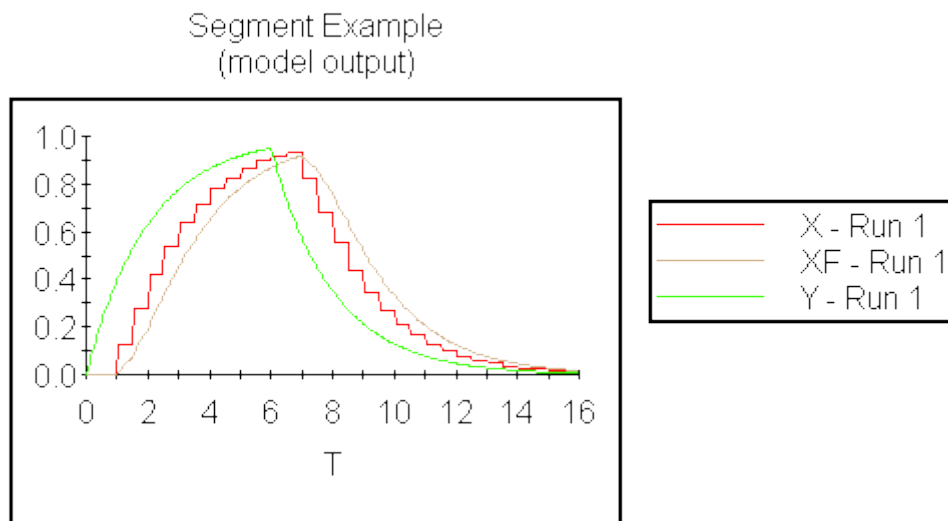 Segment Example
(model output)
1.0
0.8
0.6
0.4
0.2
0.0
0 2 4 6 8 10 12 14 16
T
X - Run 1
XF - Run 1
Y - Run 1